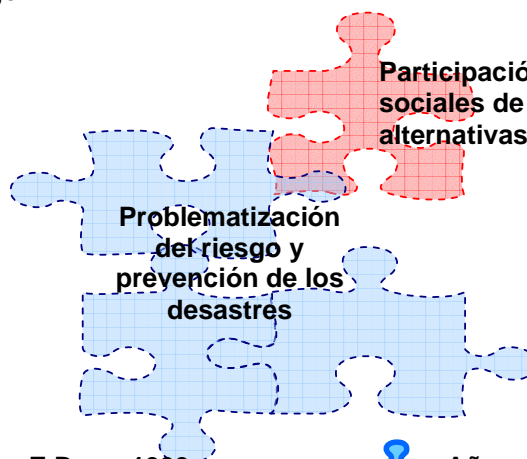 Participació
sociales de
alternativas
Problematización
del riesgo y
prevención de los
desastres